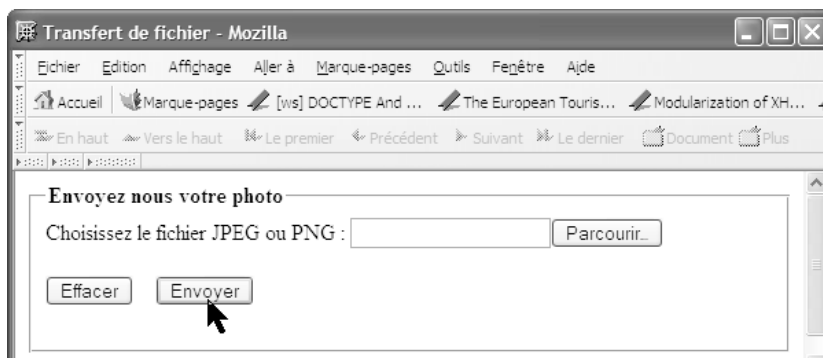 Transfert de fichier - Mozilla
Fichier Edition Affichage Aller à Marque-pages Outils Fenêtre Aide
Accueil Marque-pages [ws] DOCTYPE And ... The European Touris... Modularization of XH...
En haut Vers le haut Le premier Précédent Suivant Le dernier Document Plus
Envoyez nous votre photo
Choisissez le fichier JPEG ou PNG : Parcourir...
Effacer Envoyer